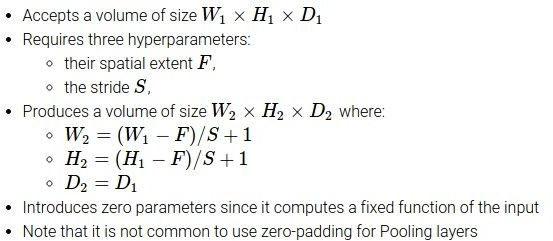 • Accepts a volume of size W₁ × H₁ × D₁
• Requires three hyperparameters:
◦ their spatial extent F,
◦ the stride S,
• Produces a volume of size W₂ × H₂ × D₂ where:
◦ W₂ = (W₁ − F)/S + 1
◦ H₂ = (H₁ − F)/S + 1
◦ D₂ = D₁
• Introduces zero parameters since it computes a fixed function of the input
• Note that it is not common to use zero-padding for Pooling layers